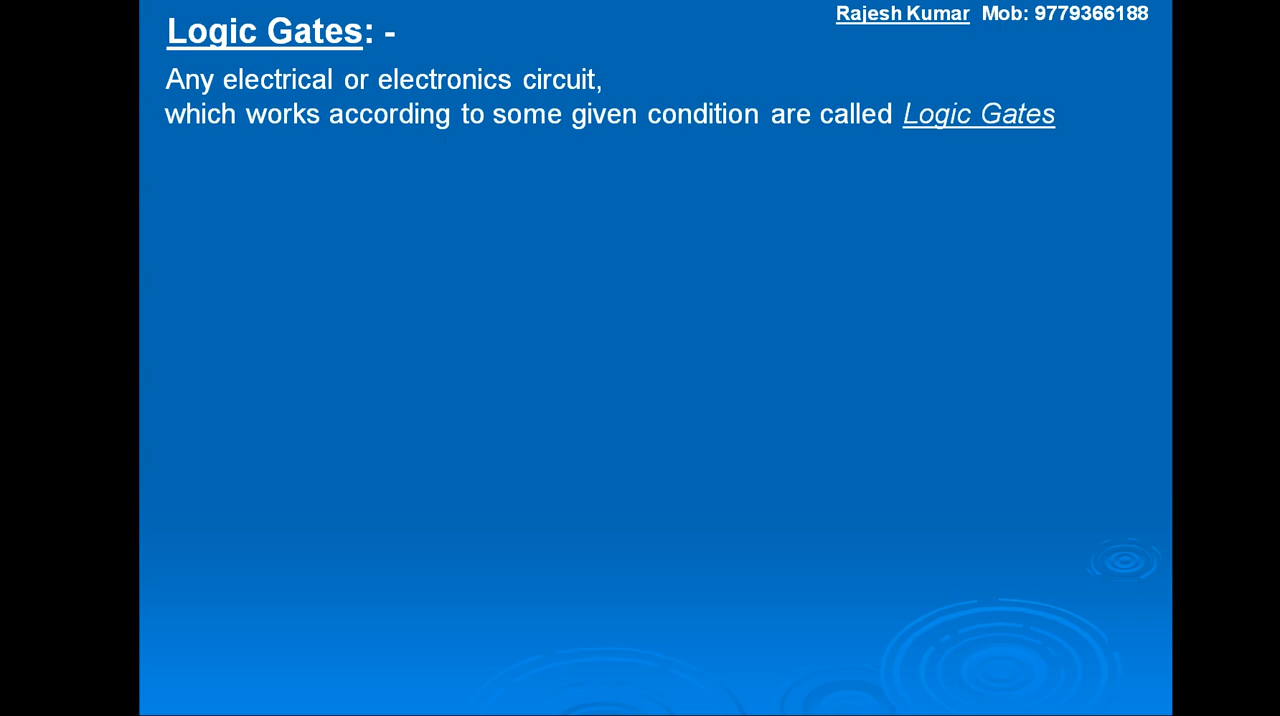 Rajesh Kumar Mob: 9779366188
Logic Gates: -
Any electrical or electronics circuit,
which works according to some given condition are called Logic Gates